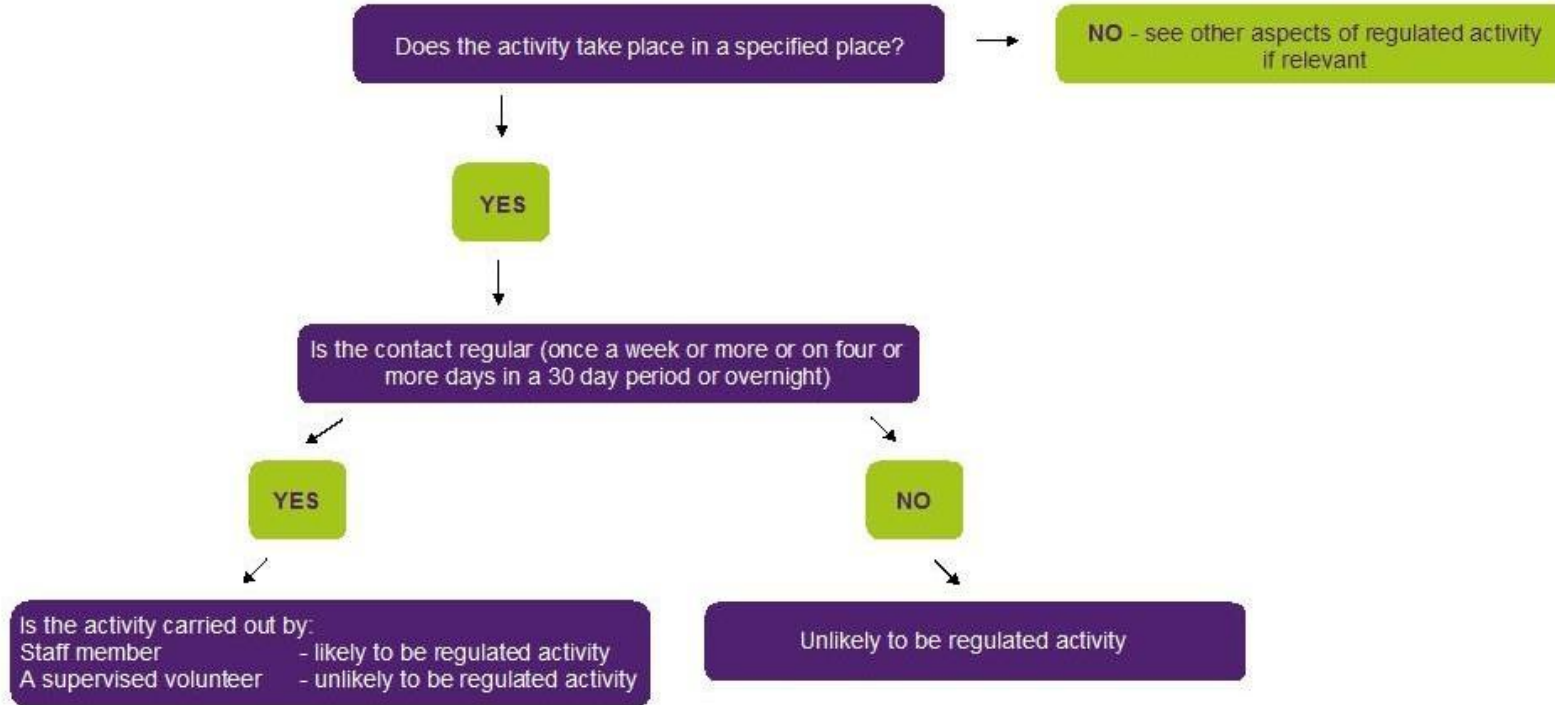 Does the activity take place in a specified place?
NO - see other aspects of regulated activity
if relevant
YES
Is the contact regular (once a week or more or on four or
more days in a 30 day period or overnight)
YES
NO
Is the activity carried out by:
Staff member - likely to be regulated activity
A supervised volunteer - unlikely to be regulated activity
Unlikely to be regulated activity